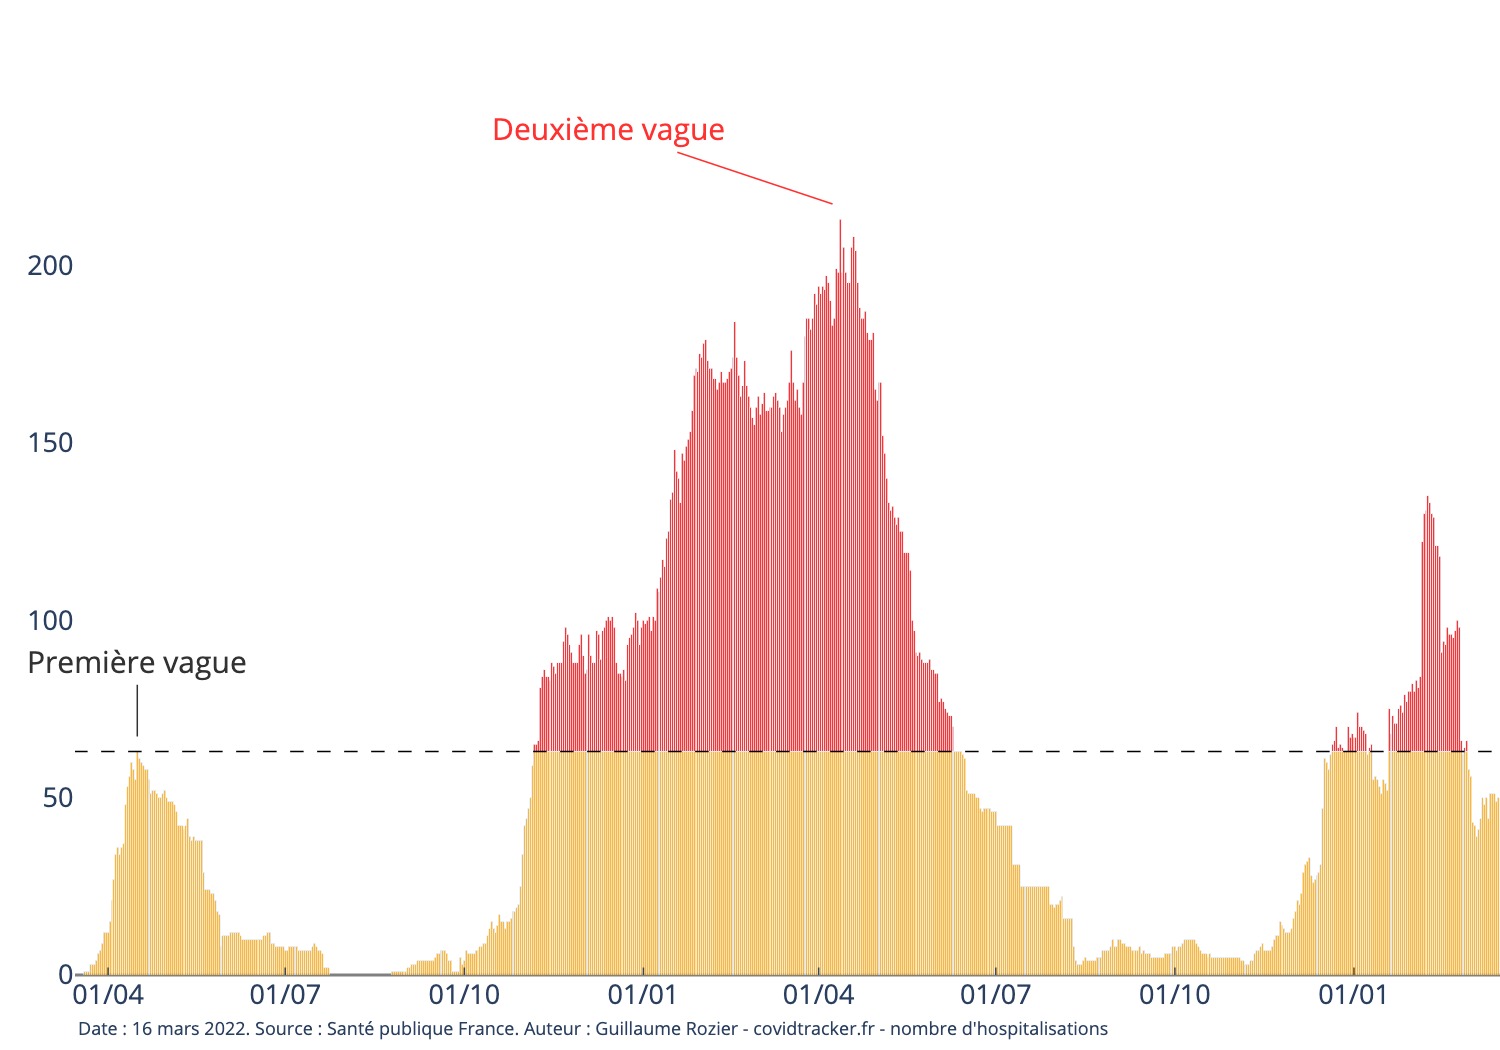 Deuxième vague
200
150
100
Première vague
50
0
01/04 01/07 01/10 01/01 01/04 01/07 01/10 01/01
Date : 16 mars 2022. Source : Santé publique France. Auteur : Guillaume Rozier - covidtracker.fr - nombre d'hospitalisations